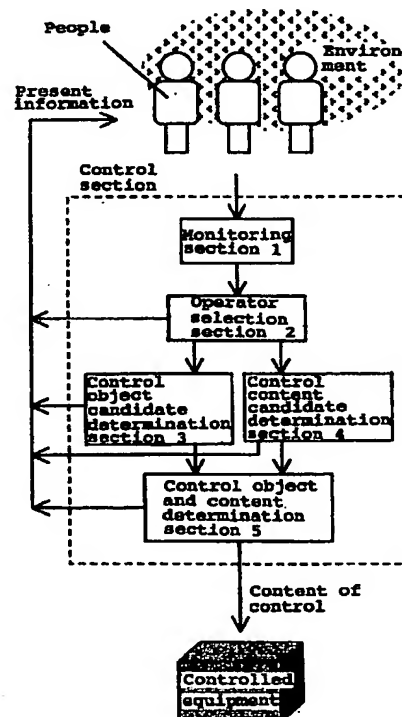 People
Environ
ment
Present
information
Control
section
Monitoring
section 1
Operator
selection
section 2
Control
object
candidate
determination
section 3
Control
content
candidate
determination
section 4
Control object
and content
determination
section 5
Content of
control
Controlled
equipment